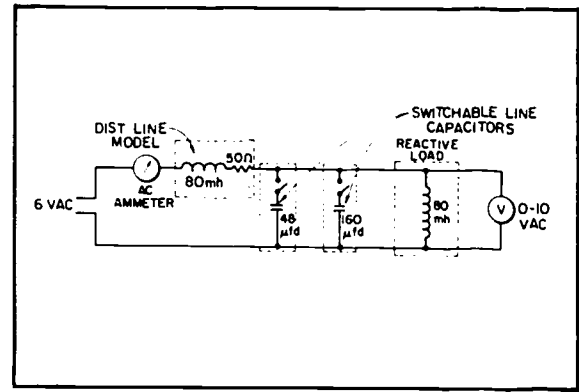 SWITCHABLE LINE
CAPACITORS
DIST LINE
MODEL
REACTIVE
LOAD
50Ω
80mh
AC
AMMETER
6 VAC
48
μfd
160
μfd
80
mh
V
0-10
VAC